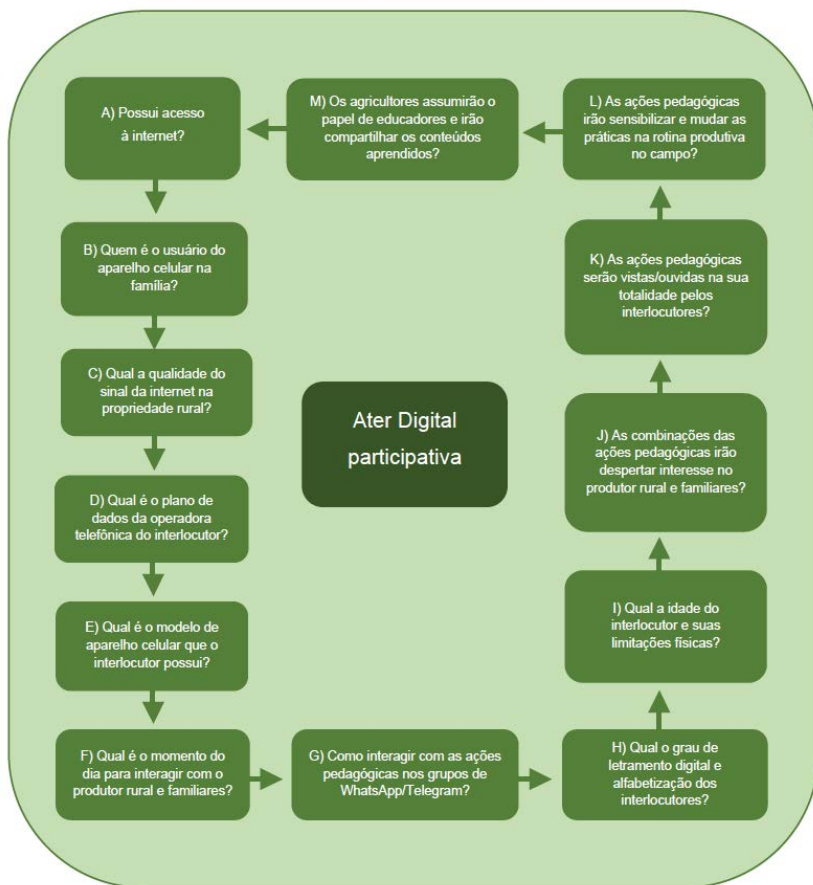 A) Possui acesso
à internet?
B) Quem é o usuário do
aparelho celular na
família?
C) Qual a qualidade do
sinal da internet na
propriedade rural?
D) Qual é o plano de
dados da operadora
telefônica do interlocutor?
E) Qual é o modelo de
aparelho celular que o
interlocutor possui?
F) Qual é o momento do
dia para interagir com o
produtor rural e familiares?
G) Como interagir com as ações
pedagógicas nos grupos de
WhatsApp/Telegram?
H) Qual o grau de
letramento digital e
alfabetização dos
interlocutores?
I) Qual a idade do
interlocutor e suas
limitações físicas?
J) As combinações das
ações pedagógicas irão
despertar interesse no
produtor rural e familiares?
K) As ações pedagógicas
serão vistas/ouvidas na sua
totalidade pelos
interlocutores?
L) As ações pedagógicas
irão sensibilizar e mudar as
práticas na rotina produtiva
no campo?
M) Os agricultores assumirão o
papel de educadores e irão
compartilhar os conteúdos
aprendidos?
Ater Digital
participativa